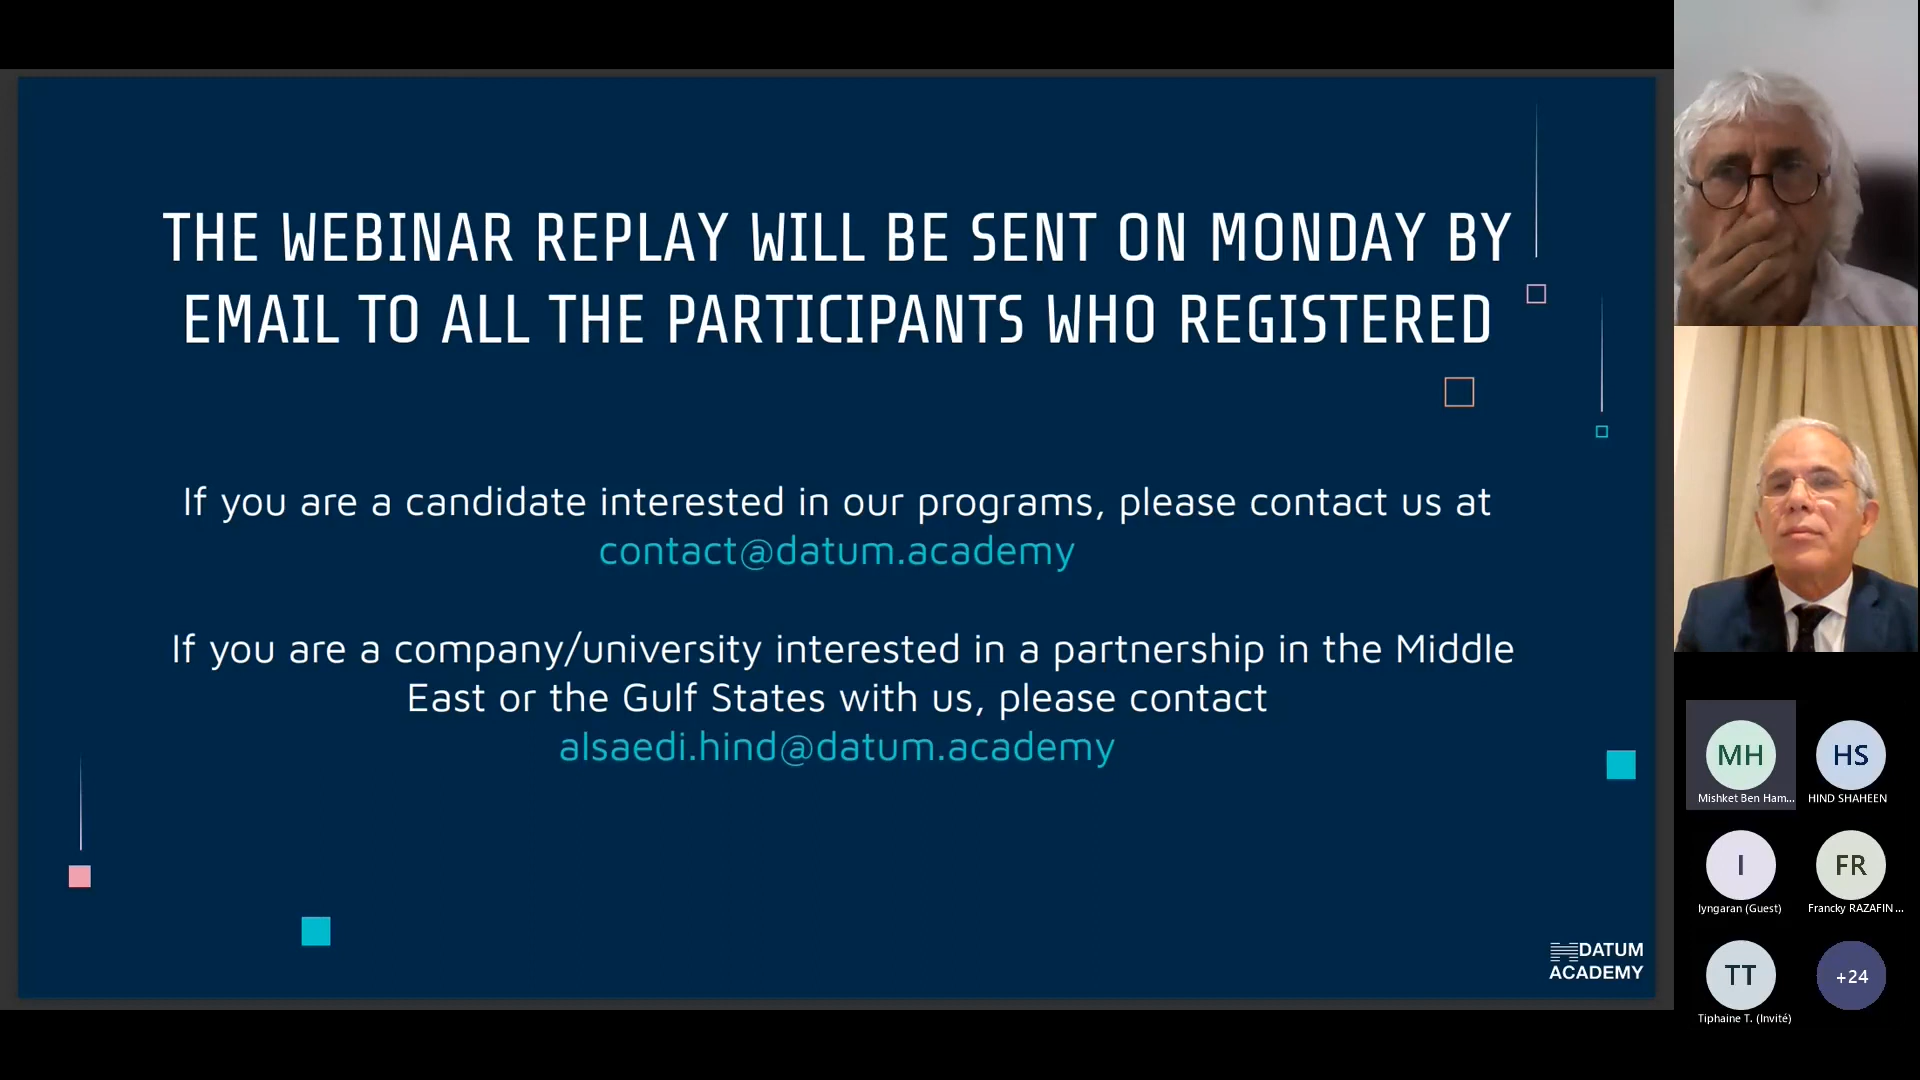 THE WEBINAR REPLAY WILL BE SENT ON MONDAY BY
EMAIL TO ALL THE PARTICIPANTS WHO REGISTERED
If you are a candidate interested in our programs, please contact us at
contact@datum.academy
If you are a company/university interested in a partnership in the Middle
East or the Gulf States with us, please contact
alsaedi.hind@datum.academy
DATUM
ACADEMY
MH
HS
Mishket Ben Ham...
HIND SHAHEEN
I
FR
Iyngaran (Guest)
Francky RAZAFIN...
TT
+24
Tiphaine T. (Invité)